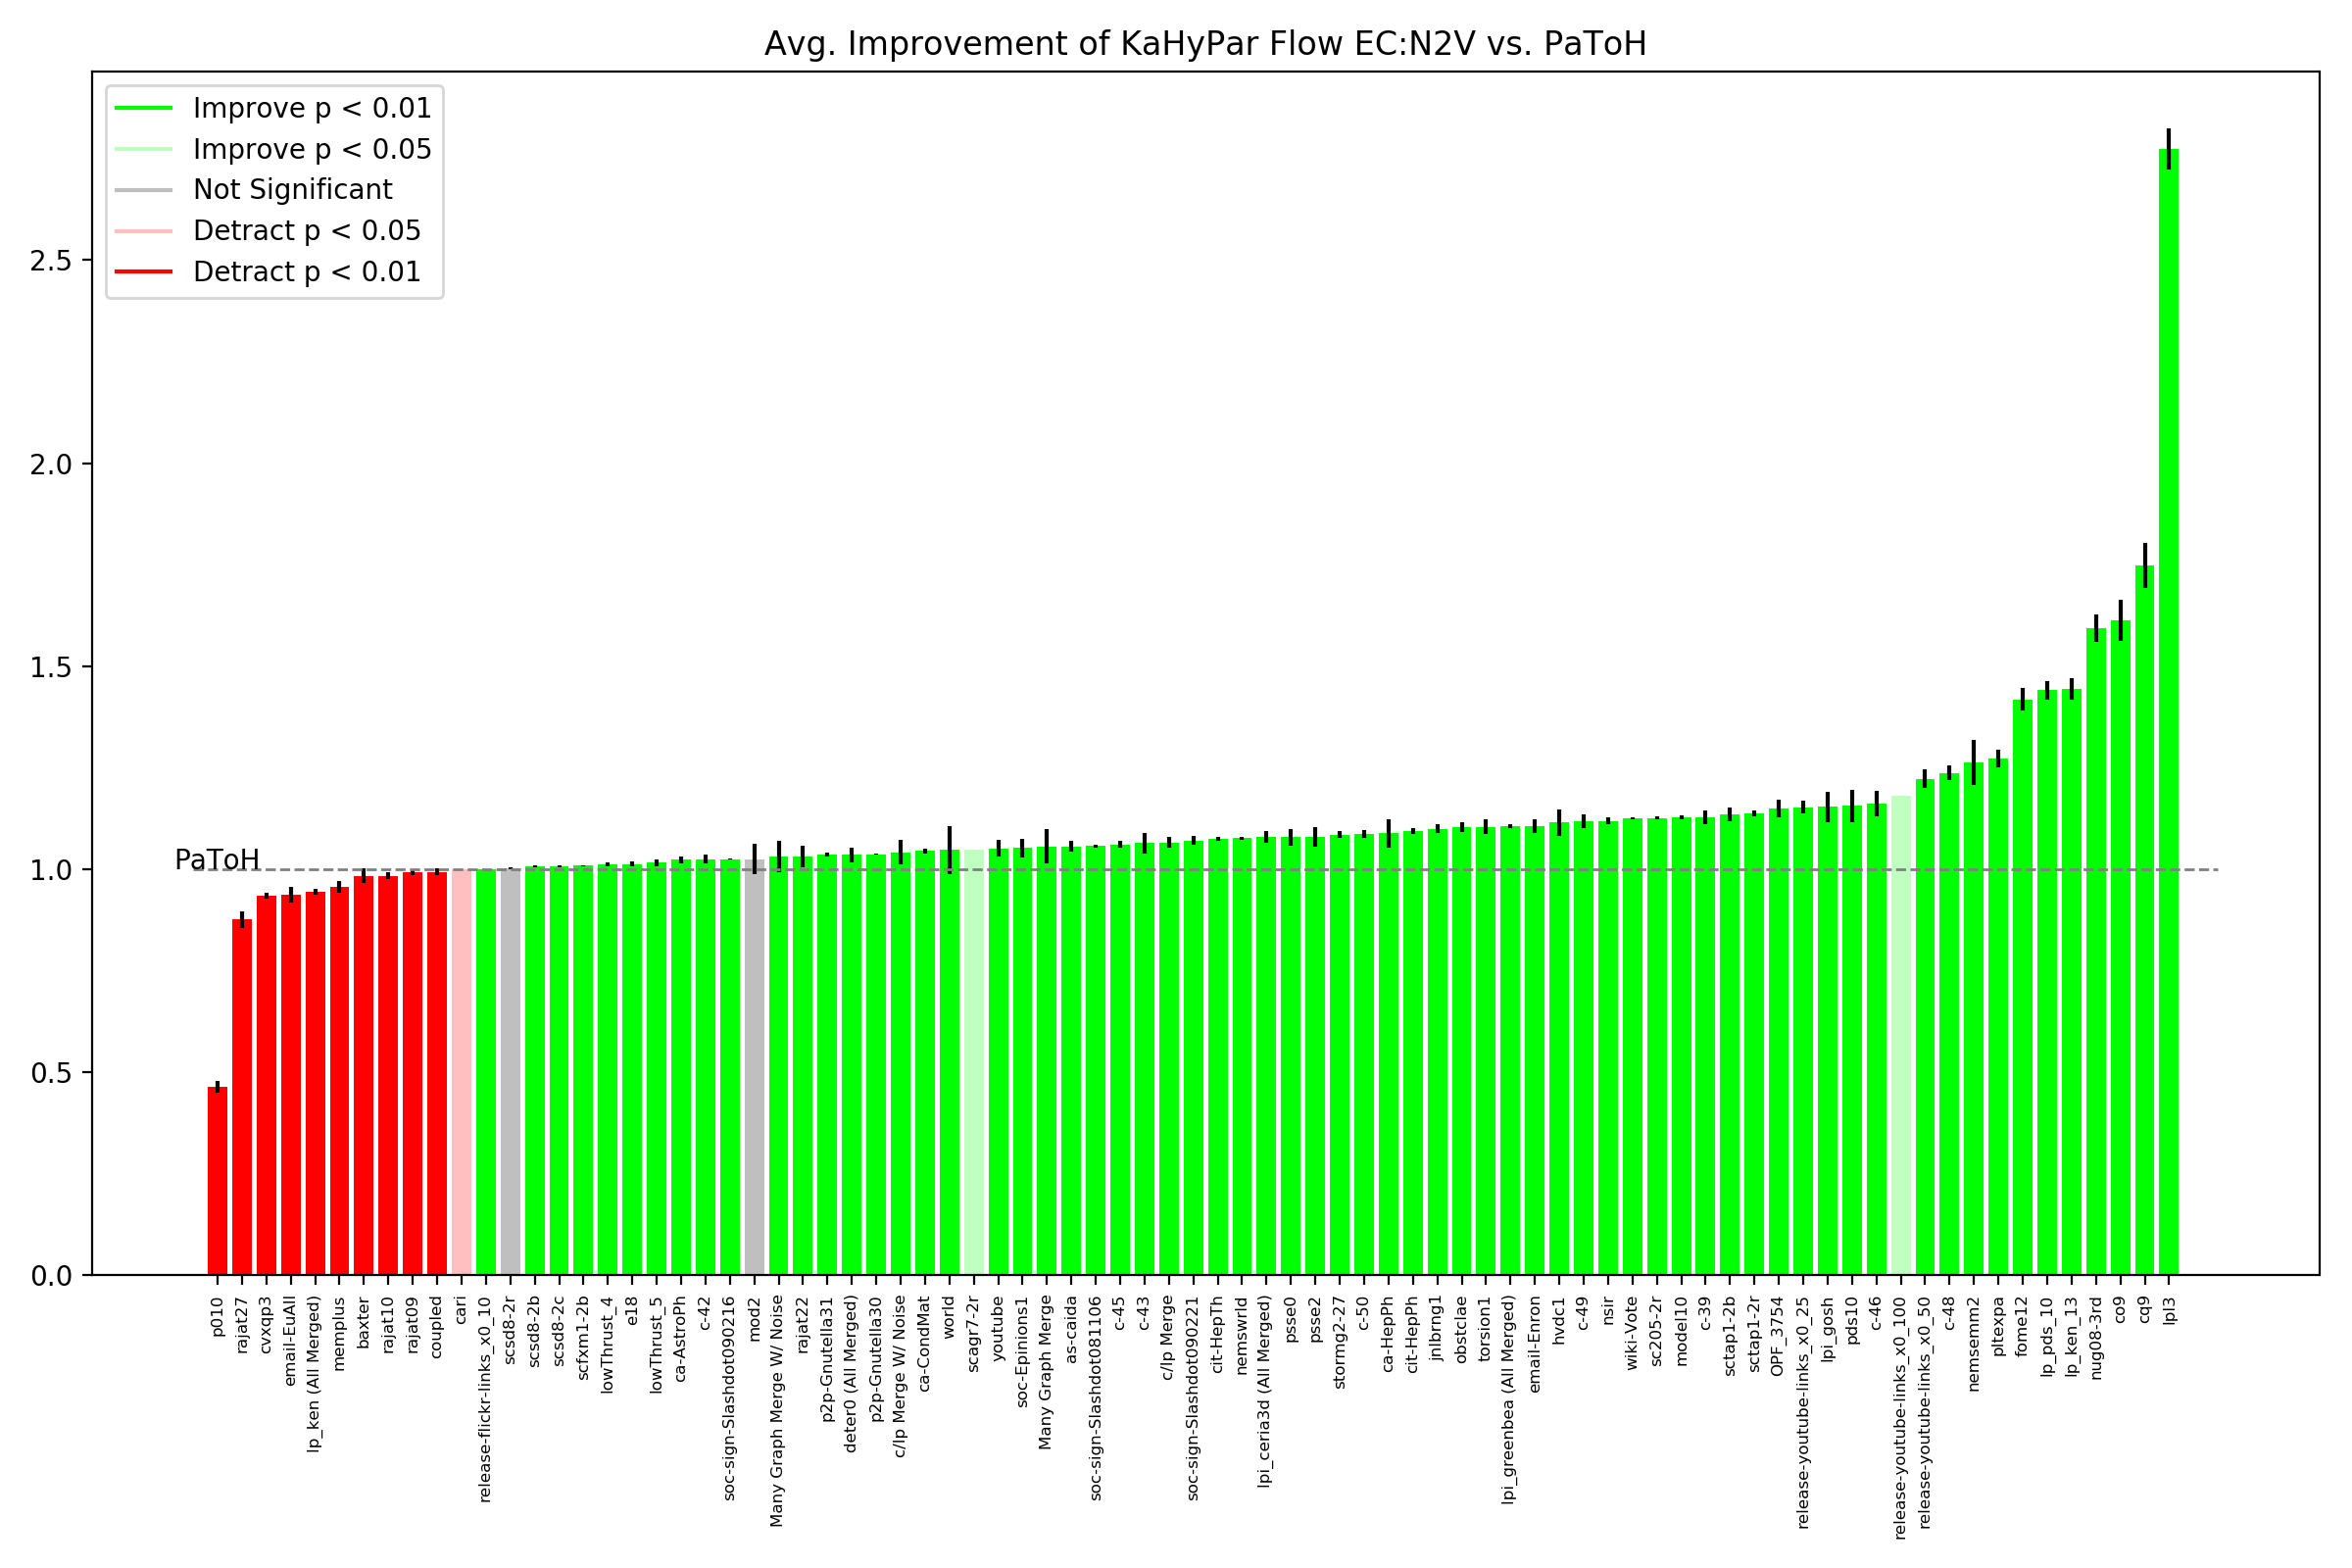 Avg. Improvement of KaHyPar Flow EC:N2V vs. PaToH
Improve p < 0.01
Improve p < 0.05
Not Significant
Detract p < 0.05
Detract p < 0.01
2.5
2.0
1.5
1.0
0.5
0.0
PaToH
p010
rajat27
cvxqp3
email-EuAll
lp_ken (All Merged)
memplus
baxter
rajat10
rajat09
coupled
cari
release-flickr-links_x0_10
scsd8-2r
scsd8-2b
scsd8-2c
scfxm1-2b
lowThrust_4
e18
lowThrust_5
ca-AstroPh
c-42
soc-sign-Slashdot090216
mod2
Many Graph Merge W/ Noise
rajat22
p2p-Gnutella31
deter0 (All Merged)
p2p-Gnutella30
c/lp Merge W/ Noise
ca-CondMat
world
scagr7-2r
youtube
soc-Epinions1
Many Graph Merge
as-caida
soc-sign-Slashdot081106
c-45
c-43
c/lp Merge
soc-sign-Slashdot090221
cit-HepTh
nemswrld
lpi_ceria3d (All Merged)
psse0
psse2
stormg2-27
c-50
ca-HepPh
cit-HepPh
jnlbrng1
obstclae
torsion1
lpi_greenbea (All Merged)
email-Enron
hvdc1
c-49
nsir
wiki-Vote
sc205-2r
model10
c-39
sctap1-2b
sctap1-2r
OPF_3754
release-youtube-links_x0_25
lpi_gosh
pds10
c-46
release-youtube-links_x0_100
release-youtube-links_x0_50
c-48
nemsemm2
pltexpa
fome12
lp_pds_10
lp_ken_13
nug08-3rd
co9
cq9
lpl3